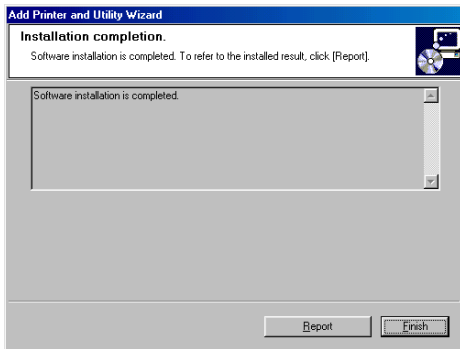 Add Printer and Utility Wizard
Installation completion.
Software installation is completed. To refer to the installed result, click [Report].
Software installation is completed.
Report
Finish